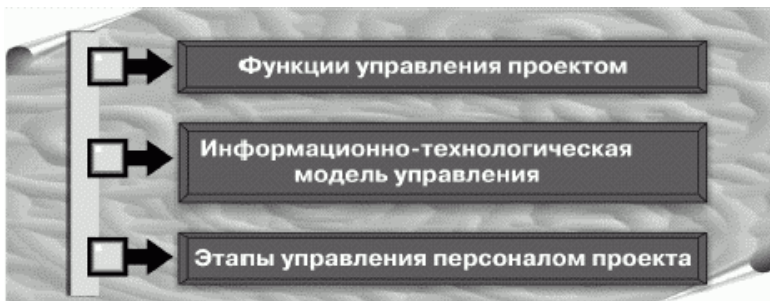 Функции управления проектом
Информационно-технологическая
модель управления
Этапы управления персоналом проекта